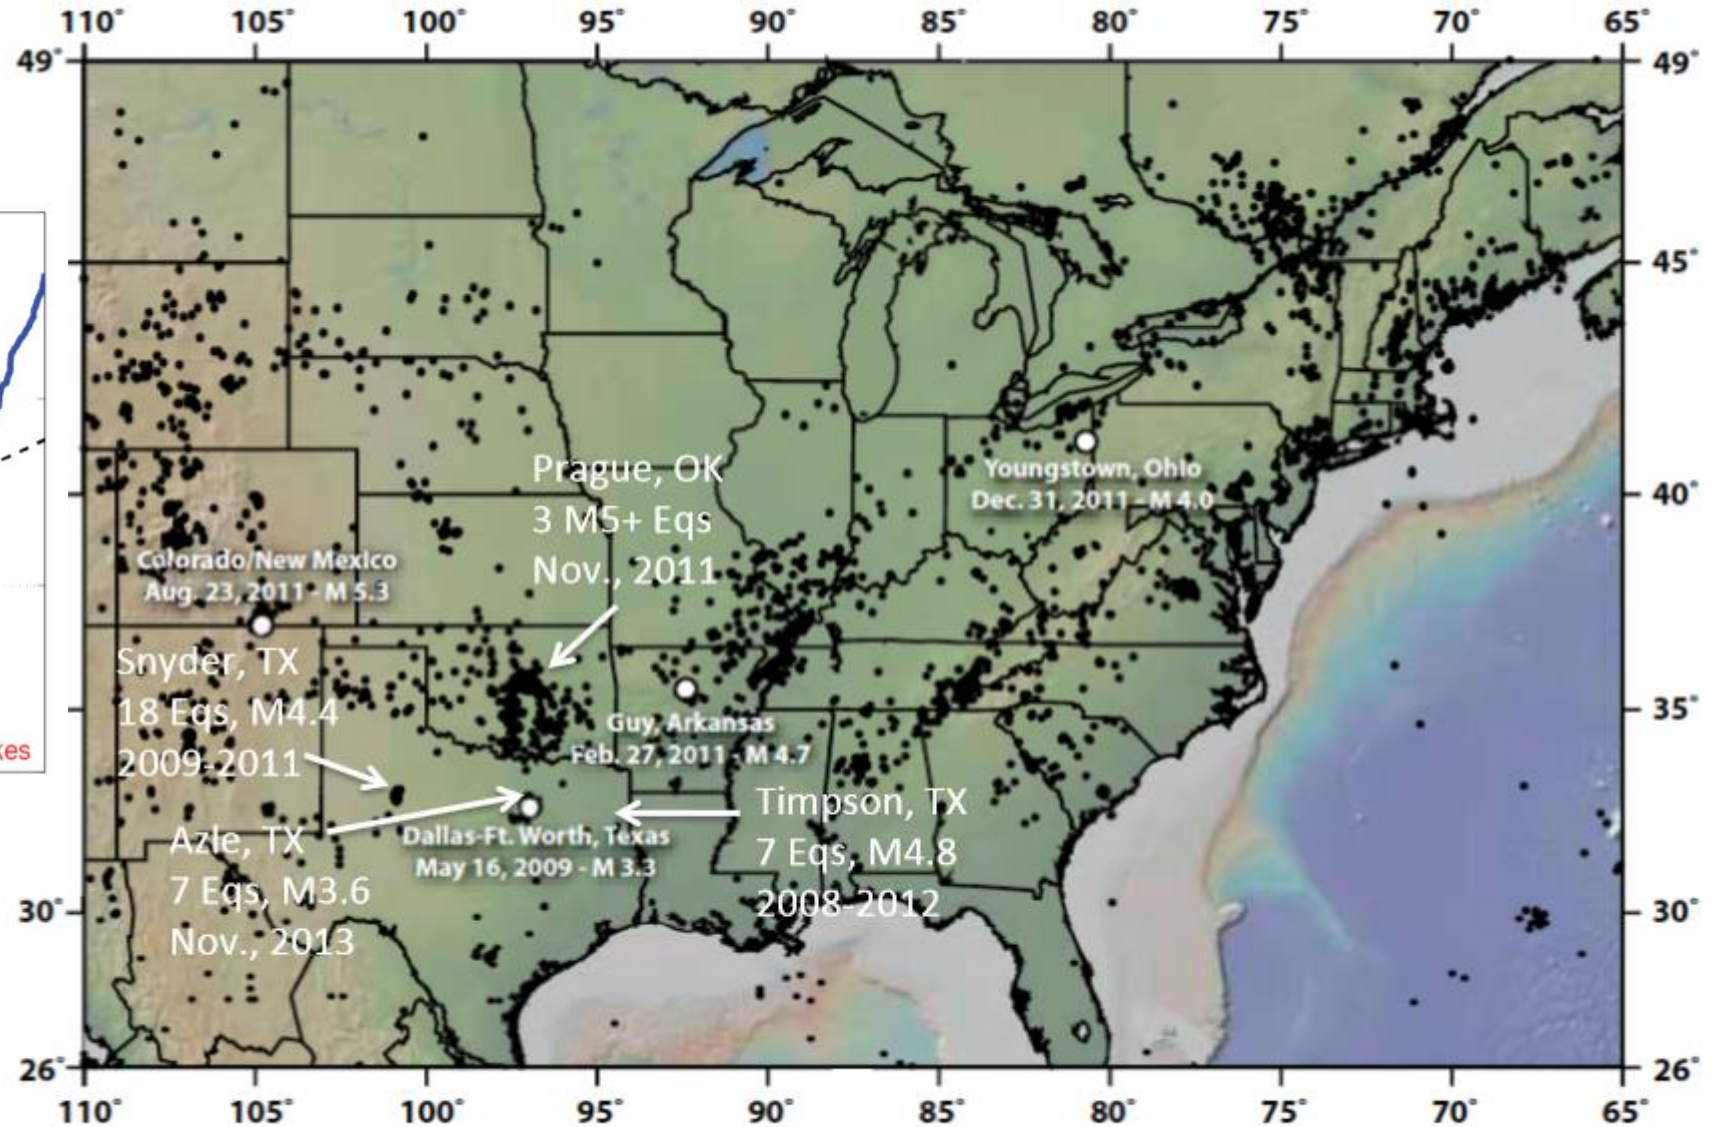 110° 105° 100° 95° 90° 85° 80° 75° 70° 65°
49° 49°
45°
Prague, OK
3 M5+ Eqs
Nov., 2011
Youngstown, Ohio
Dec. 31, 2011 - M 4.0
40°
Colorado/New Mexico
Aug. 23, 2011 - M 5.3
Snyder, TX
18 Eqs, M4.4
2009-2011
35°
Guy, Arkansas
Feb. 27, 2011 - M 4.7
kes
Timpson, TX
7 Eqs, M4.8
2008-2012
Azle, TX
7 Eqs, M3.6
Nov., 2013
Dallas-Ft. Worth, Texas
May 16, 2009 - M 3.3
30° 30°
26° 26°
110° 105° 100° 95° 90° 85° 80° 75° 70° 65°